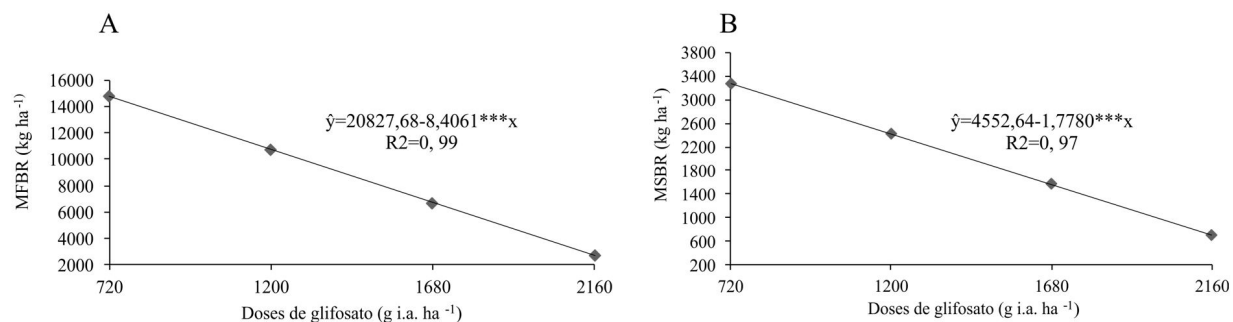 A
MFBR (kg ha -1)
16000
14000
12000
10000
8000
6000
4000
2000
ŷ=20827,68-8,4061***x
R2=0, 99
720
1200
1680
2160
Doses de glifosato (g i.a. ha -1)
B
MSBR (kg ha -1)
3800
3400
3000
2600
2200
1800
1400
1000
600
200
ŷ=4552,64-1,7780***x
R2=0, 97
720
1200
1680
2160
Doses de glifosato (g i.a. ha -1)